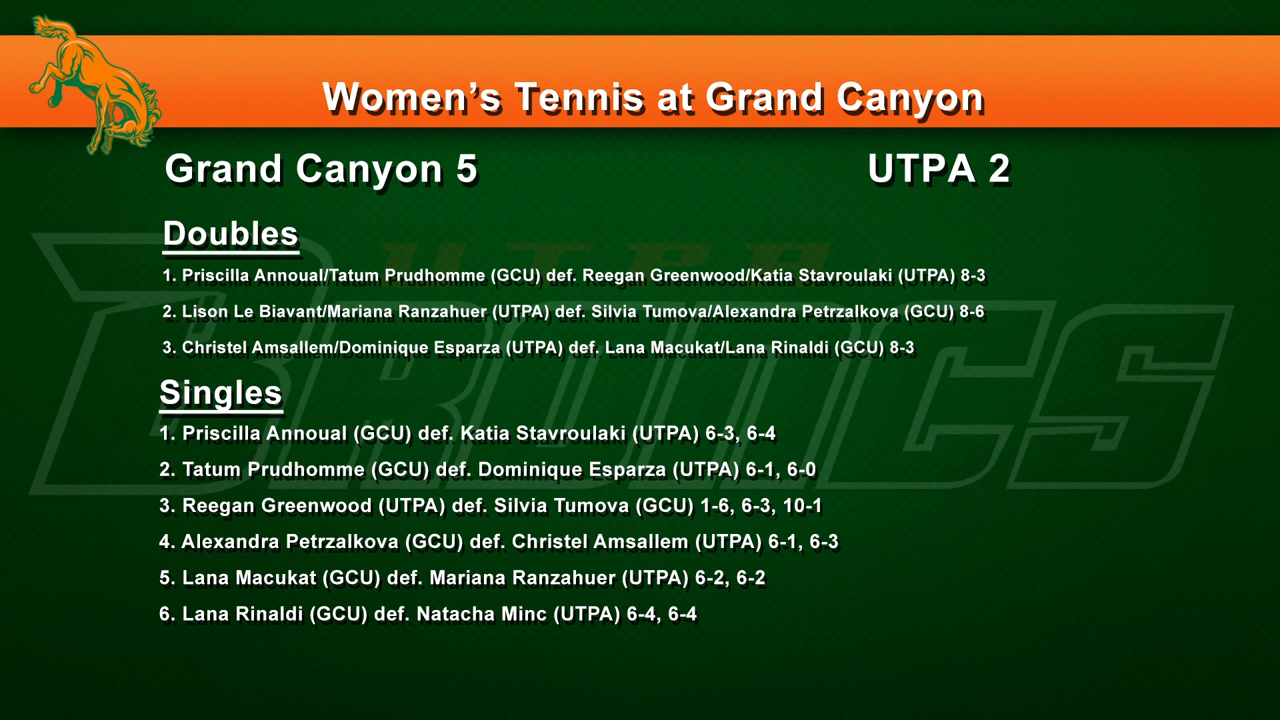 Women’s Tennis at Grand Canyon
Grand Canyon 5
UTPA 2
Doubles
UTPA
1. Priscilla Annoual/Tatum Prudhomme (GCU) def. Reegan Greenwood/Katia Stavroulaki (UTPA) 8-3
2. Lison Le Biavant/Mariana Ranzahuer (UTPA) def. Silvia Tumova/Alexandra Petrzalkova (GCU) 8-6
3. Christel Amsallem/Dominique Esparza (UTPA) def. Lana Macukat/Lana Rinaldi (GCU) 8-3
BRONCS
Singles
1. Priscilla Annoual (GCU) def. Katia Stavroulaki (UTPA) 6-3, 6-4
2. Tatum Prudhomme (GCU) def. Dominique Esparza (UTPA) 6-1, 6-0
3. Reegan Greenwood (UTPA) def. Silvia Tumova (GCU) 1-6, 6-3, 10-1
4. Alexandra Petrzalkova (GCU) def. Christel Amsallem (UTPA) 6-1, 6-3
5. Lana Macukat (GCU) def. Mariana Ranzahuer (UTPA) 6-2, 6-2
6. Lana Rinaldi (GCU) def. Natacha Minc (UTPA) 6-4, 6-4